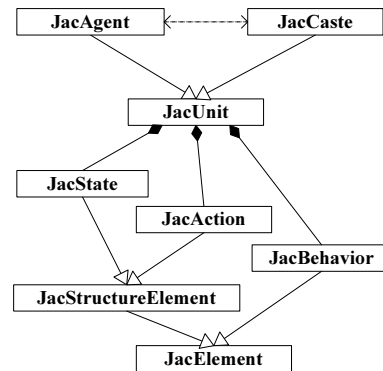 JacAgent
JacCaste
JacUnit
JacState
JacAction
JacBehavior
JacStructureElement
JacElement